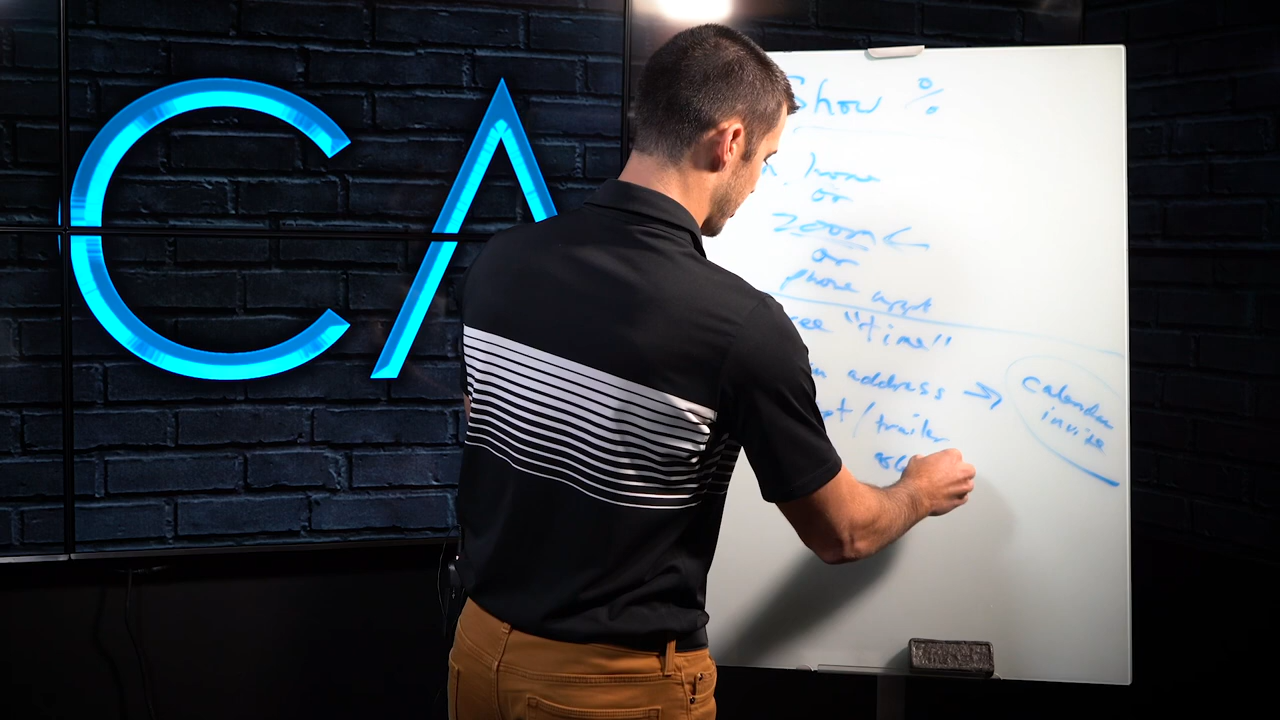 CA
Show %
home
or
zoom
or
phone appt
"time"
address → calendar invite
/ trailer